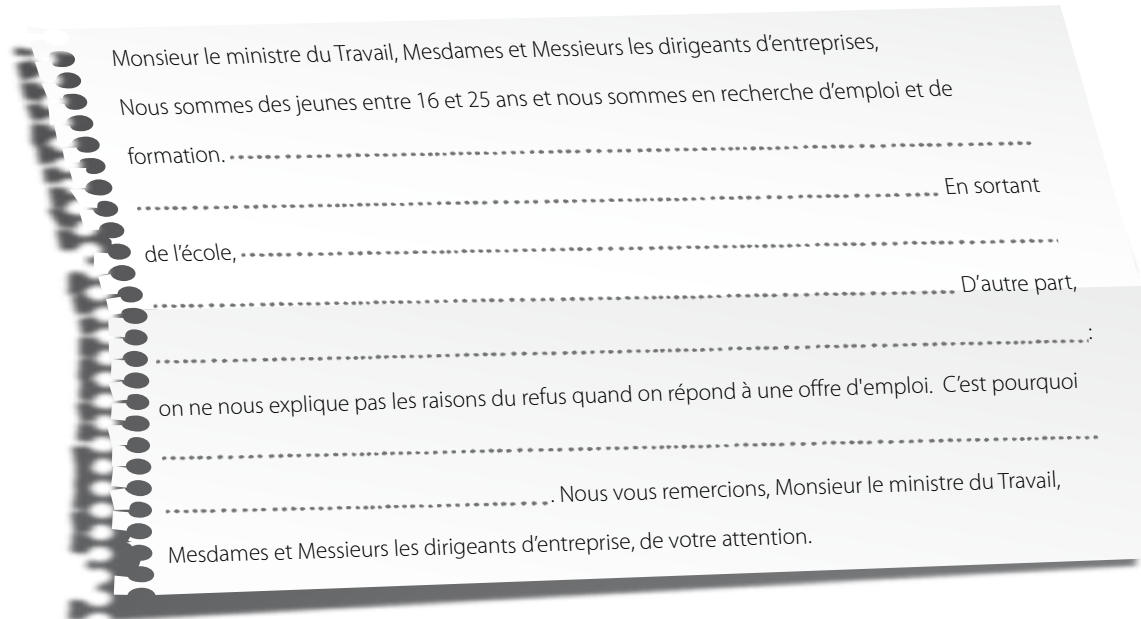 Monsieur le ministre du Travail, Mesdames et Messieurs les dirigeants d’entreprises,
Nous sommes des jeunes entre 16 et 25 ans et nous sommes en recherche d’emploi et de
formation. ........................................................................
........................................................................ En sortant
de l’école, ........................................................................
........................................................................ D’autre part,
........................................................................:
on ne nous explique pas les raisons du refus quand on répond à une offre d'emploi. C’est pourquoi
........................................................................
........................................ . Nous vous remercions, Monsieur le ministre du Travail,
Mesdames et Messieurs les dirigeants d’entreprise, de votre attention.